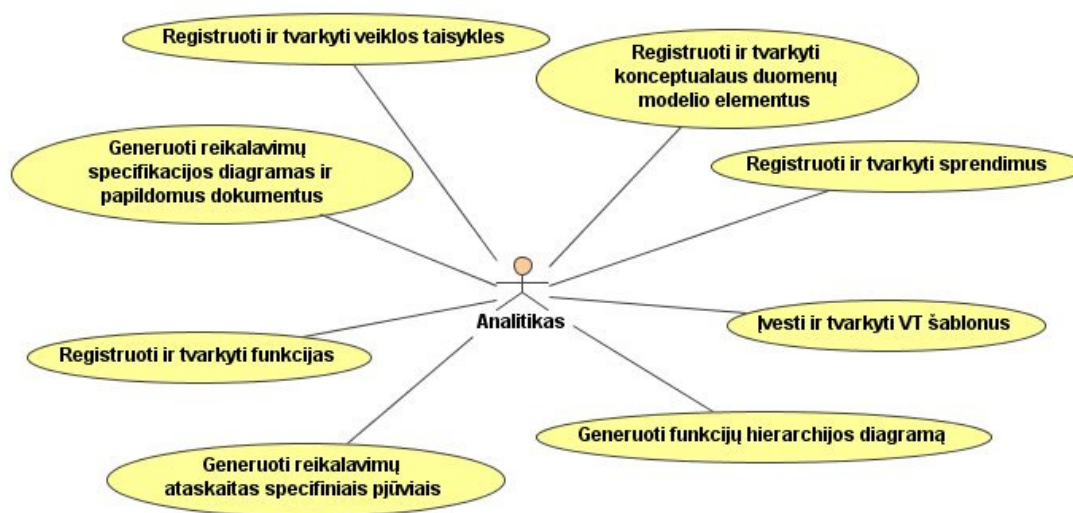 Registruoti ir tvarkyti veiklos taisykles
Registruoti ir tvarkyti
konceptualaus duomenų
modelio elementus
Generuoti reikalavimų
specifikacijos diagramas ir
papildomus dokumentus
Registruoti ir tvarkyti sprendimus
Analitikas
Įvesti ir tvarkyti VT šablonus
Registruoti ir tvarkyti funkcijas
Generuoti funkcijų hierarchijos diagramą
Generuoti reikalavimų
ataskaitas specifiniais pjūviais